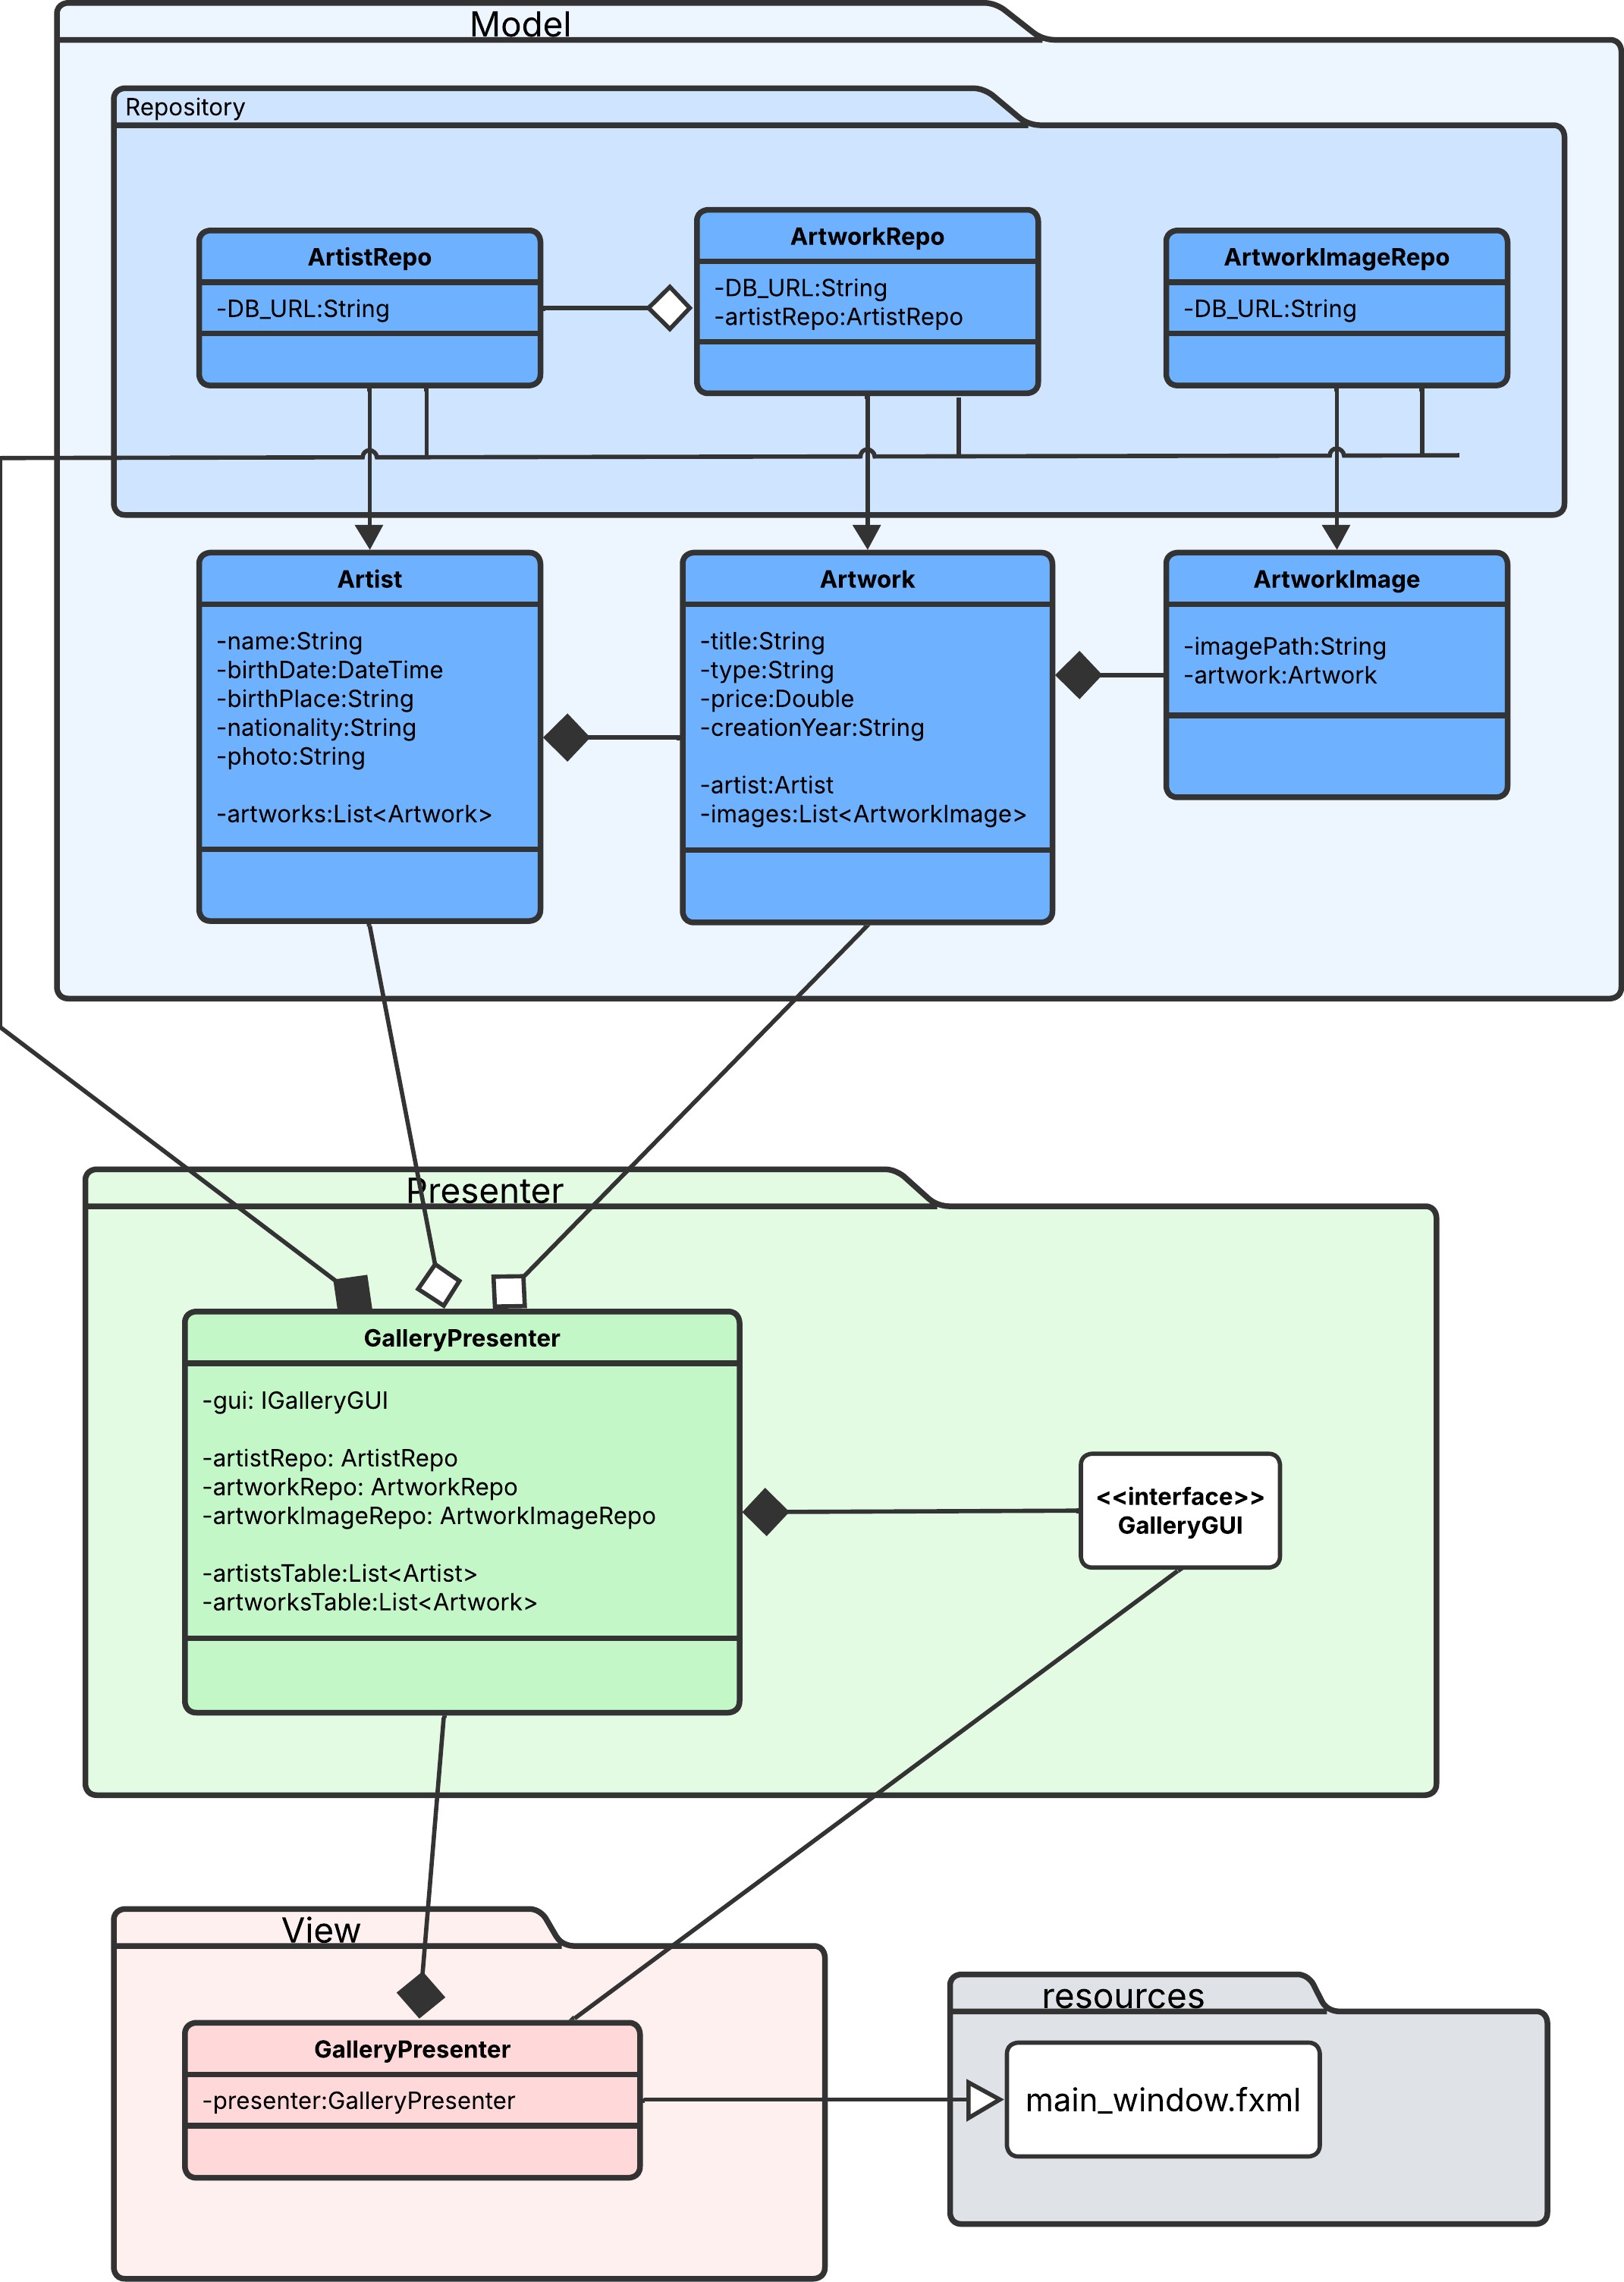 Model
Repository
ArtistRepo
-DB_URL:String
ArtworkRepo
-DB_URL:String
-artistRepo:ArtistRepo
ArtworkImageRepo
-DB_URL:String
Artist
-name:String
-birthDate:DateTime
-birthPlace:String
-nationality:String
-photo:String
-artworks:List<Artwork>
Artwork
-title:String
-type:String
-price:Double
-creationYear:String
-artist:Artist
-images:List<ArtworkImage>
ArtworkImage
-imagePath:String
-artwork:Artwork
Presenter
GalleryPresenter
-gui: IGalleryGUI
-artistRepo: ArtistRepo
-artworkRepo: ArtworkRepo
-artworkImageRepo: ArtworkImageRepo
-artistsTable:List<Artist>
-artworksTable:List<Artwork>
<<interface>>
GalleryGUI
View
GalleryPresenter
-presenter:GalleryPresenter
resources
main_window.fxml